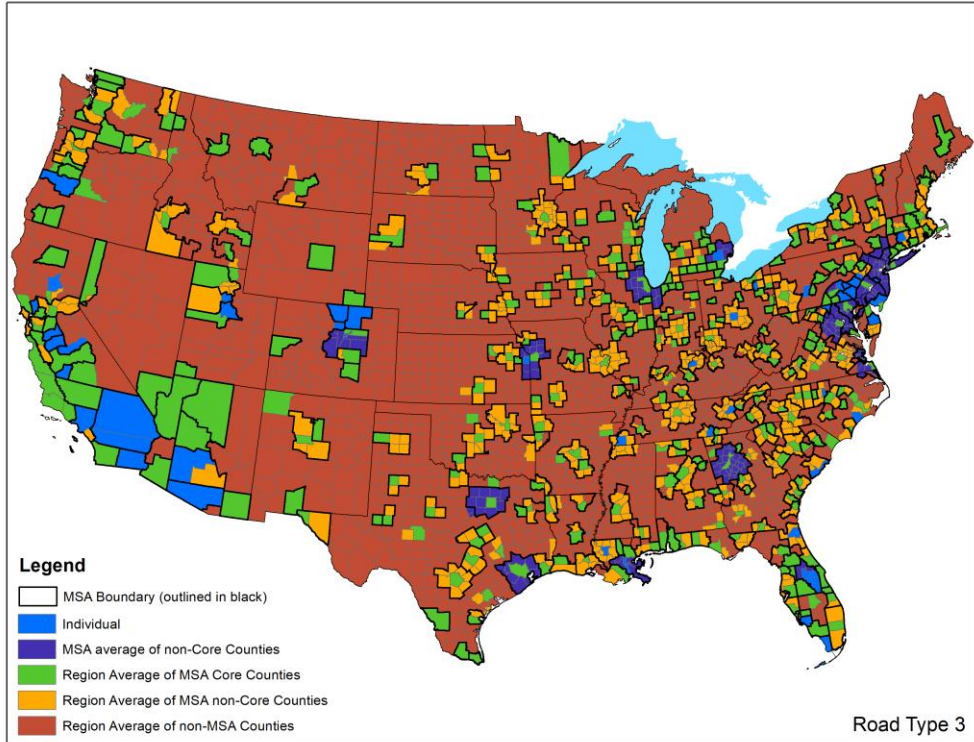 Legend
MSA Boundary (outlined in black)
Individual
MSA average of non-Core Counties
Region Average of MSA Core Counties
Region Average of MSA non-Core Counties
Region Average of non-MSA Counties
Road Type 3